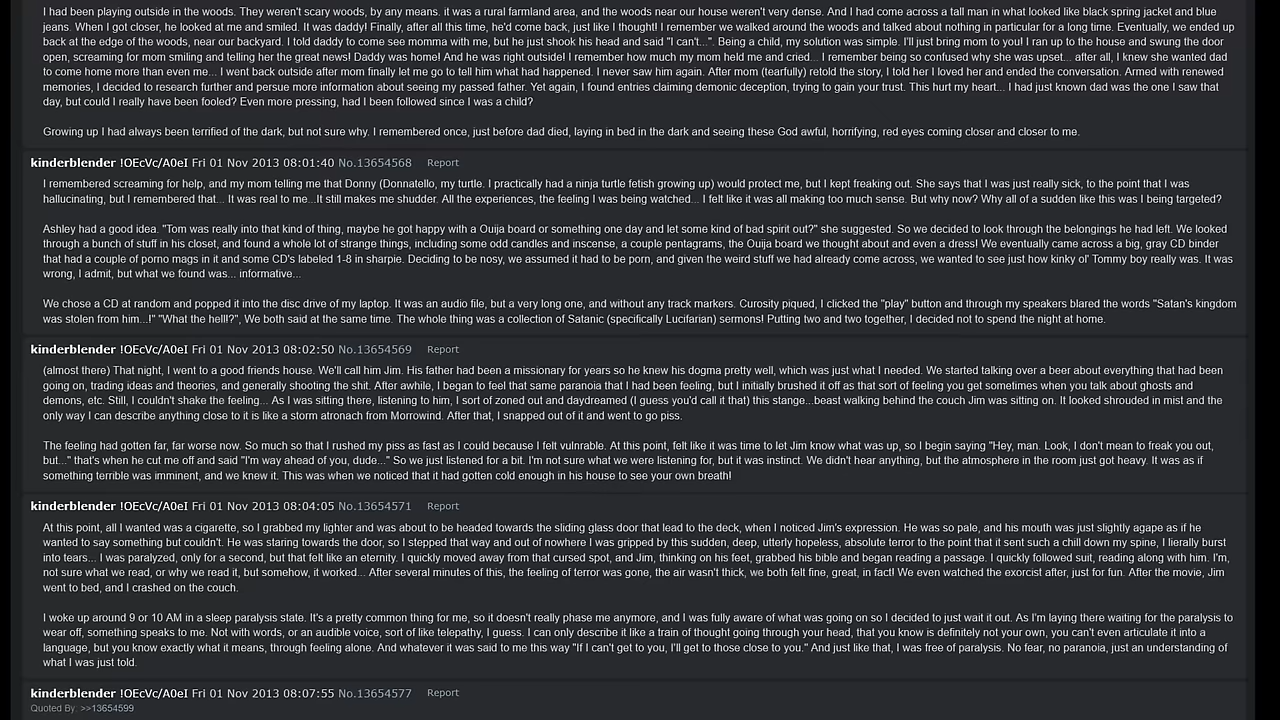 I had been playing outside in the woods. They weren't scary woods, by any means. it was a rural farmland area, and the woods near our house weren't very dense. And I had come across a tall man in what looked like black spring jacket and blue
jeans. When I got closer, he looked at me and smiled. It was daddy! Finally, after all this time, he'd come back, just like I thought! I remember we walked around the woods and talked about nothing in particular for a long time. Eventually, we ended up
back at the edge of the woods, near our backyard. I told daddy to come see momma with me, but he just shook his head and said "I can't...". Being a child, my solution was simple. I'll just bring mom to you! I ran up to the house and swung the door
open, screaming for mom smiling and telling her the great news! Daddy was home! And he was right outside! I remember how much my mom held me and cried... I remember being so confused why she was upset... after all, I knew she wanted dad
to come home more than even me... I went back outside after mom finally let me go to tell him what had happened. I never saw him again. After mom (tearfully) retold the story, I told her I loved her and ended the conversation. Armed with renewed
memories, I decided to research further and persue more information about seeing my passed father. Yet again, I found entries claiming demonic deception, trying to gain your trust. This hurt my heart... I had just known dad was the one I saw that
day, but could I really have been fooled? Even more pressing, had I been followed since I was a child?
Growing up I had always been terrified of the dark, but not sure why. I remembered once, just before dad died, laying in bed in the dark and seeing these God awful, horrifying, red eyes coming closer and closer to me.
kinderblender !OEcVc/A0eI Fri 01 Nov 2013 08:01:40 No.13654568 Report
I remembered screaming for help, and my mom telling me that Donny (Donnatello, my turtle. I practically had a ninja turtle fetish growing up) would protect me, but I kept freaking out. She says that I was just really sick, to the point that I was
hallucinating, but I remembered that... It was real to me...It still makes me shudder. All the experiences, the feeling I was being watched... I felt like it was all making too much sense. But why now? Why all of a sudden like this was I being targeted?
Ashley had a good idea. "Tom was really into that kind of thing, maybe he got happy with a Ouija board or something one day and let some kind of bad spirit out?" she suggested. So we decided to look through the belongings he had left. We looked
through a bunch of stuff in his closet, and found a whole lot of strange things, including some odd candles and inscense, a couple pentagrams, the Ouija board we thought about and even a dress! We eventually came across a big, gray CD binder
that had a couple of porno mags in it and some CD's labeled 1-8 in sharpie. Deciding to be nosy, we assumed it had to be porn, and given the weird stuff we had already come across, we wanted to see just how kinky ol' Tommy boy really was. It was
wrong, I admit, but what we found was... informative...
We chose a CD at random and popped it into the disc drive of my laptop. It was an audio file, but a very long one, and without any track markers. Curosity piqued, I clicked the "play" button and through my speakers blared the words "Satan's kingdom
was stolen from him...!" "What the hell!?", We both said at the same time. The whole thing was a collection of Satanic (specifically Lucifarian) sermons! Putting two and two together, I decided not to spend the night at home.
kinderblender !OEcVc/A0eI Fri 01 Nov 2013 08:02:50 No.13654569 Report
(almost there) That night, I went to a good friends house. We'll call him Jim. His father had been a missionary for years so he knew his dogma pretty well, which was just what I needed. We started talking over a beer about everything that had been
going on, trading ideas and theories, and generally shooting the shit. After awhile, I began to feel that same paranoia that I had been feeling, but I initially brushed it off as that sort of feeling you get sometimes when you talk about ghosts and
demons, etc. Still, I couldn't shake the feeling... As I was sitting there, listening to him, I sort of zoned out and daydreamed (I guess you'd call it that) this stange...beast walking behind the couch Jim was sitting on. It looked shrouded in mist and the
only way I can describe anything close to it is like a storm atronach from Morrowind. After that, I snapped out of it and went to go piss.
The feeling had gotten far, far worse now. So much so that I rushed my piss as fast as I could because I felt vulnrable. At this point, felt like it was time to let Jim know what was up, so I begin saying "Hey, man. Look, I don't mean to freak you out,
but..." that's when he cut me off and said "I'm way ahead of you, dude..." So we just listened for a bit. I'm not sure what we were listening for, but it was instinct. We didn't hear anything, but the atmosphere in the room just got heavy. It was as if
something terrible was imminent, and we knew it. This was when we noticed that it had gotten cold enough in his house to see your own breath!
kinderblender !OEcVc/A0eI Fri 01 Nov 2013 08:04:05 No.13654571 Report
At this point, all I wanted was a cigarette, so I grabbed my lighter and was about to be headed towards the sliding glass door that lead to the deck, when I noticed Jim's expression. He was so pale, and his mouth was just slightly agape as if he
wanted to say something but couldn't. He was staring towards the door, so I stepped that way and out of nowhere I was gripped by this sudden, deep, utterly hopeless, absolute terror to the point that it sent such a chill down my spine, I lierally burst
into tears... I was paralyzed, only for a second, but that felt like an eternity. I quickly moved away from that cursed spot, and Jim, thinking on his feet, grabbed his bible and began reading a passage. I quickly followed suit, reading along with him. I'm,
not sure what we read, or why we read it, but somehow, it worked... After several minutes of this, the feeling of terror was gone, the air wasn't thick, we both felt fine, great, in fact! We even watched the exorcist after, just for fun. After the movie, Jim
went to bed, and I crashed on the couch.
I woke up around 9 or 10 AM in a sleep paralysis state. It's a pretty common thing for me, so it doesn't really phase me anymore, and I was fully aware of what was going on so I decided to just wait it out. As I'm laying there waiting for the paralysis to
wear off, something speaks to me. Not with words, or an audible voice, sort of like telepathy, I guess. I can only describe it like a train of thought going through your head, that you know is definitely not your own, you can't even articulate it into a
language, but you know exactly what it means, through feeling alone. And whatever it was said to me this way "If I can't get to you, I'll get to those close to you." And just like that, I was free of paralysis. No fear, no paranoia, just an understanding of
what I was just told.
kinderblender !OEcVc/A0eI Fri 01 Nov 2013 08:07:55 No.13654577 Report
Quoted By: >>13654599